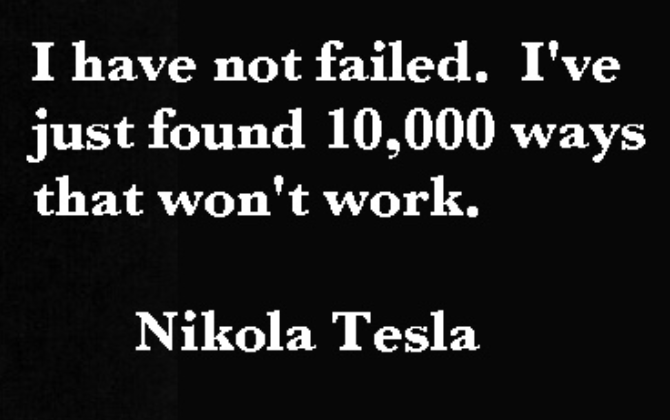 I have not failed. I've
just found 10,000 ways
that won't work.
Nikola Tesla